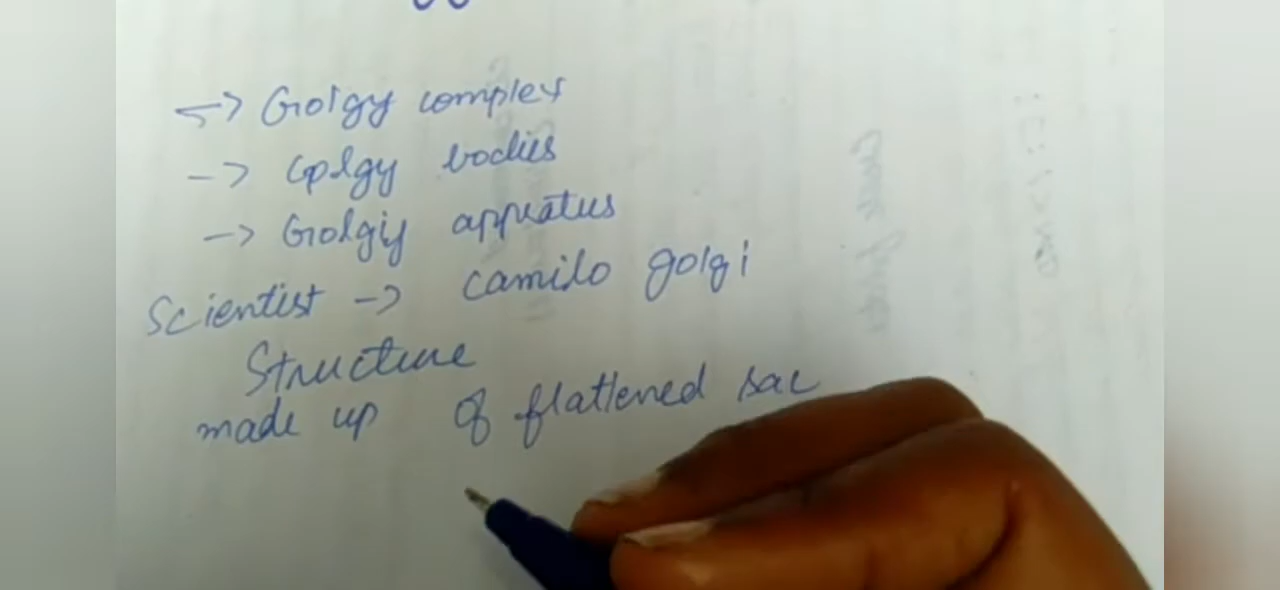 -> Golgy complex
-> Golgy bodies
-> Golgiy appratus
Scientist -> camilo golgi
Structure
made up of flattened sac